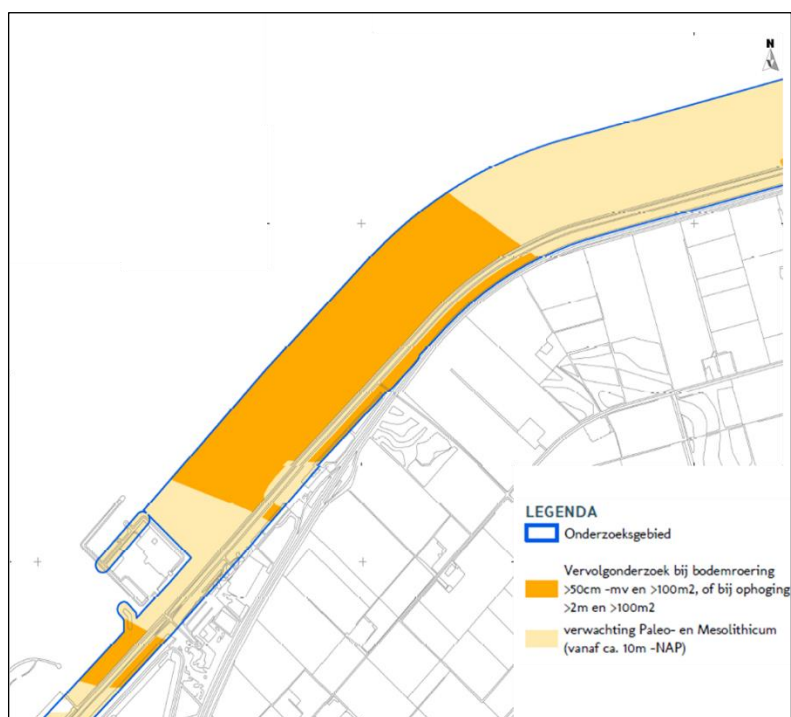 N
LEGENDA
Onderzoeksgebied
Vervolgonderzoek bij bodemroering
>50cm -mv en >100m2, of bij ophoging
>2m en >100m2
verwachting Paleo- en Mesolithicum
(vanaf ca. 10m -NAP)